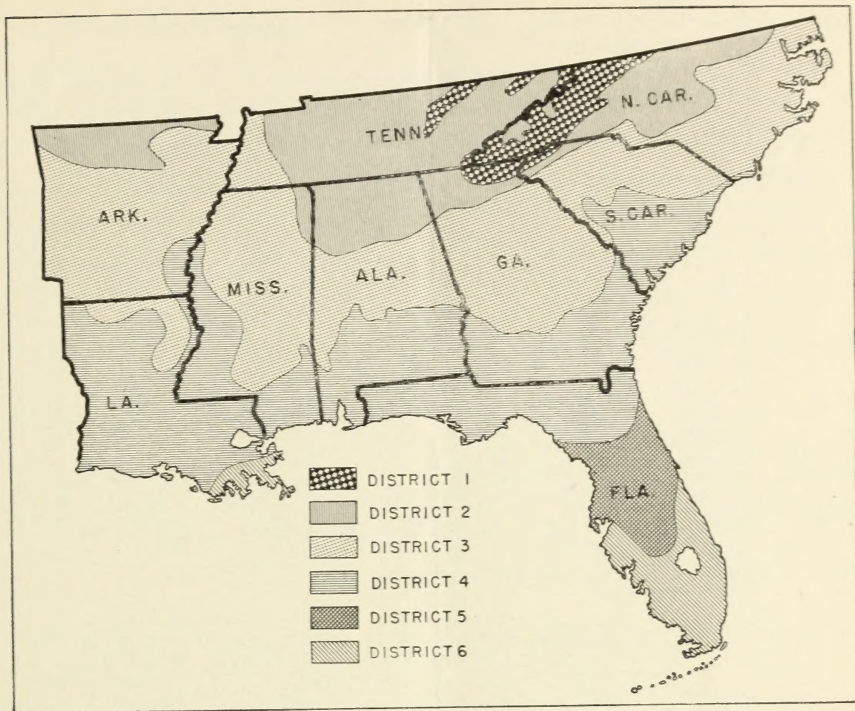 TENN.
N. CAR.
ARK.
S. CAR.
MISS.
ALA.
GA.
LA.
FLA.
DISTRICT 1
DISTRICT 2
DISTRICT 3
DISTRICT 4
DISTRICT 5
DISTRICT 6